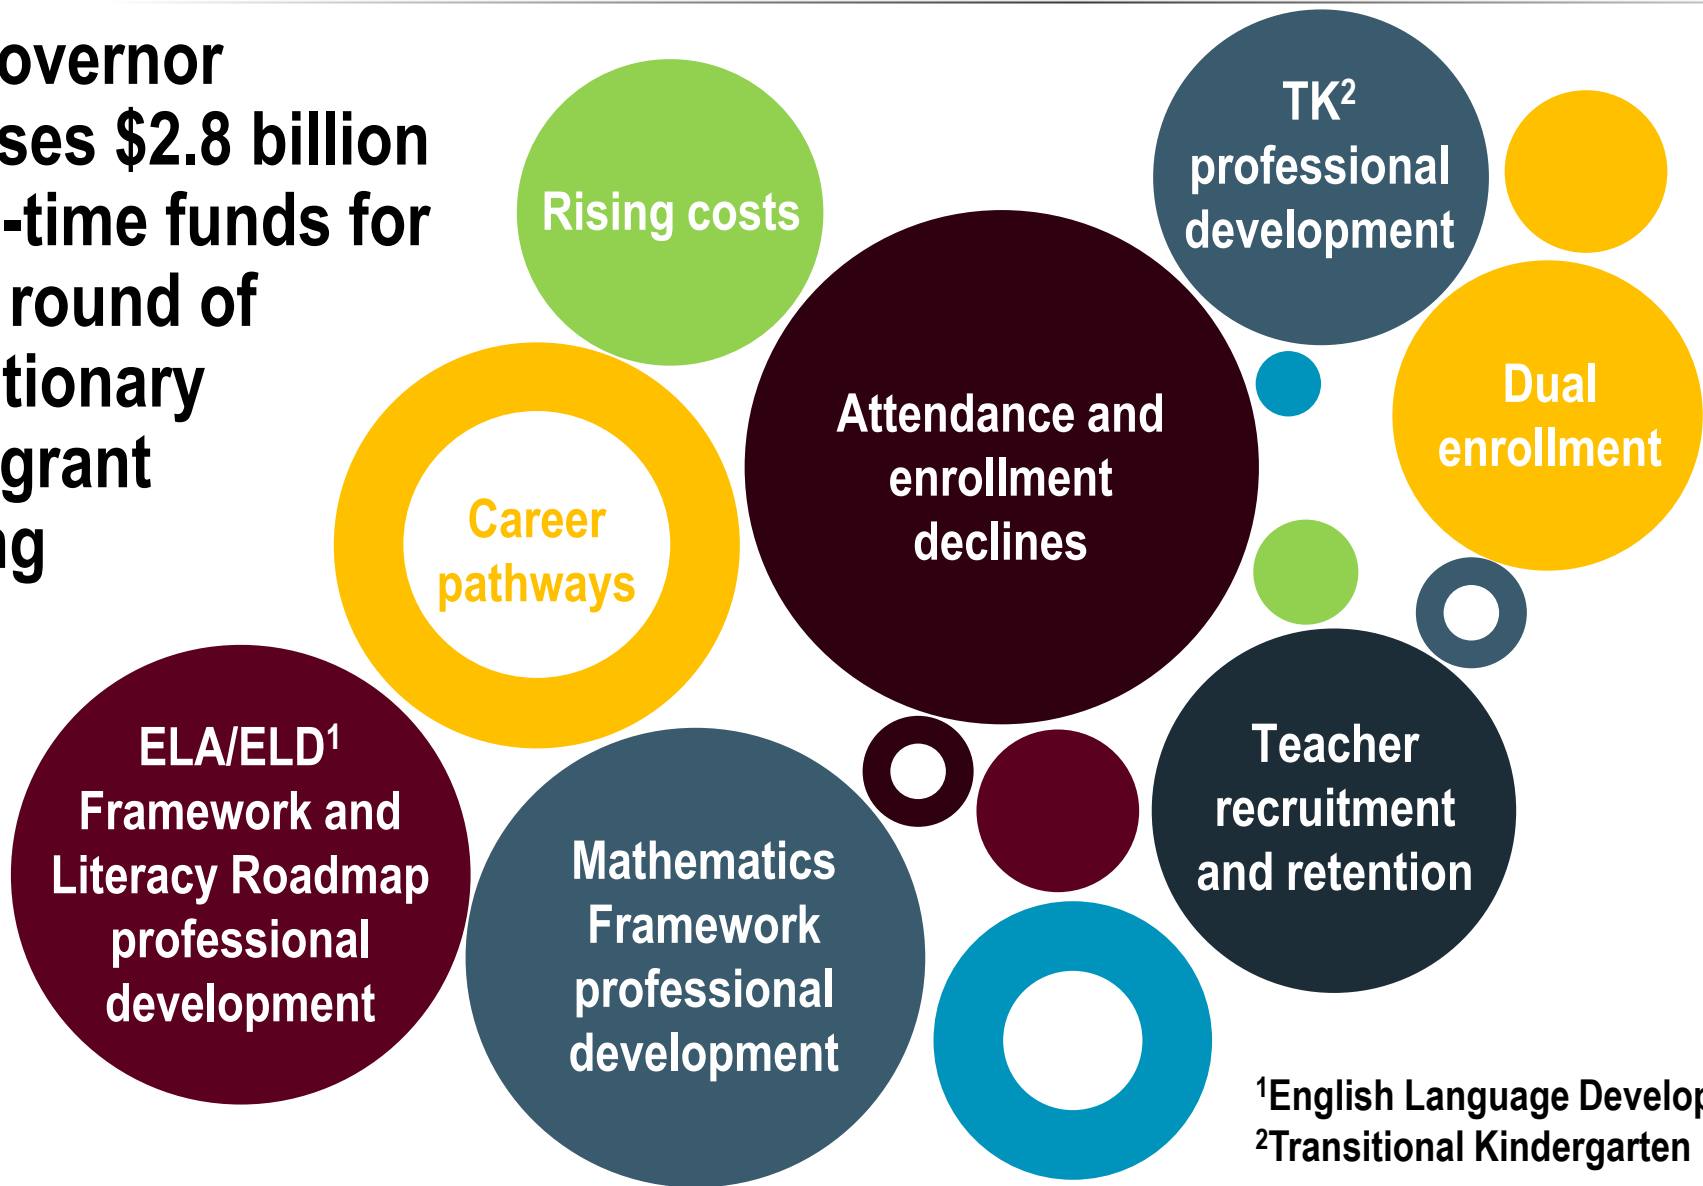 overnor
ses $2.8 billion
-time funds for
round of
tionary
grant
ng
Rising costs
TK²
professional
development
Attendance and
enrollment
declines
Dual
enrollment
Career
pathways
ELA/ELD¹
Framework and
Literacy Roadmap
professional
development
Mathematics
Framework
professional
development
Teacher
recruitment
and retention
¹English Language Develop
²Transitional Kindergarten